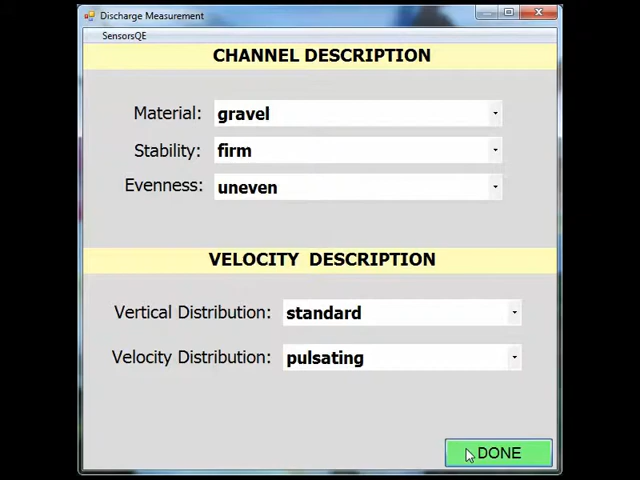 Discharge Measurement
SensorsQE
CHANNEL DESCRIPTION
Material: gravel
Stability: firm
Evenness: uneven
VELOCITY DESCRIPTION
Vertical Distribution: standard
Velocity Distribution: pulsating
DONE